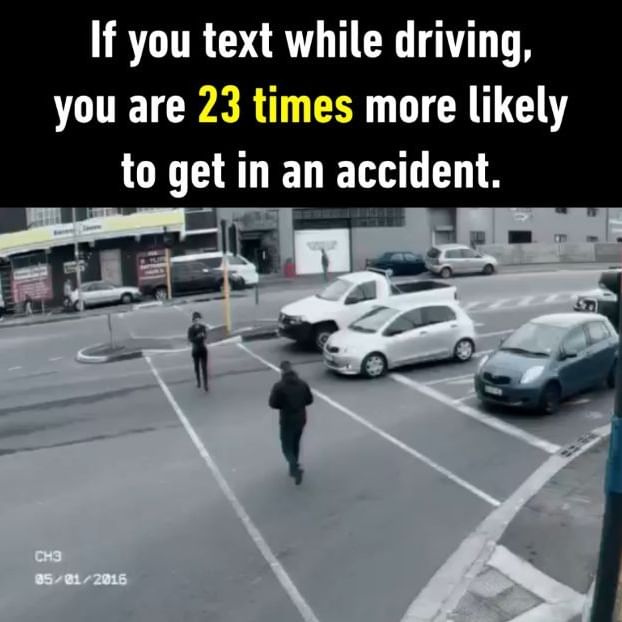 If you text while driving,
you are 23 times more likely
to get in an accident.
CH3
05/01/2016